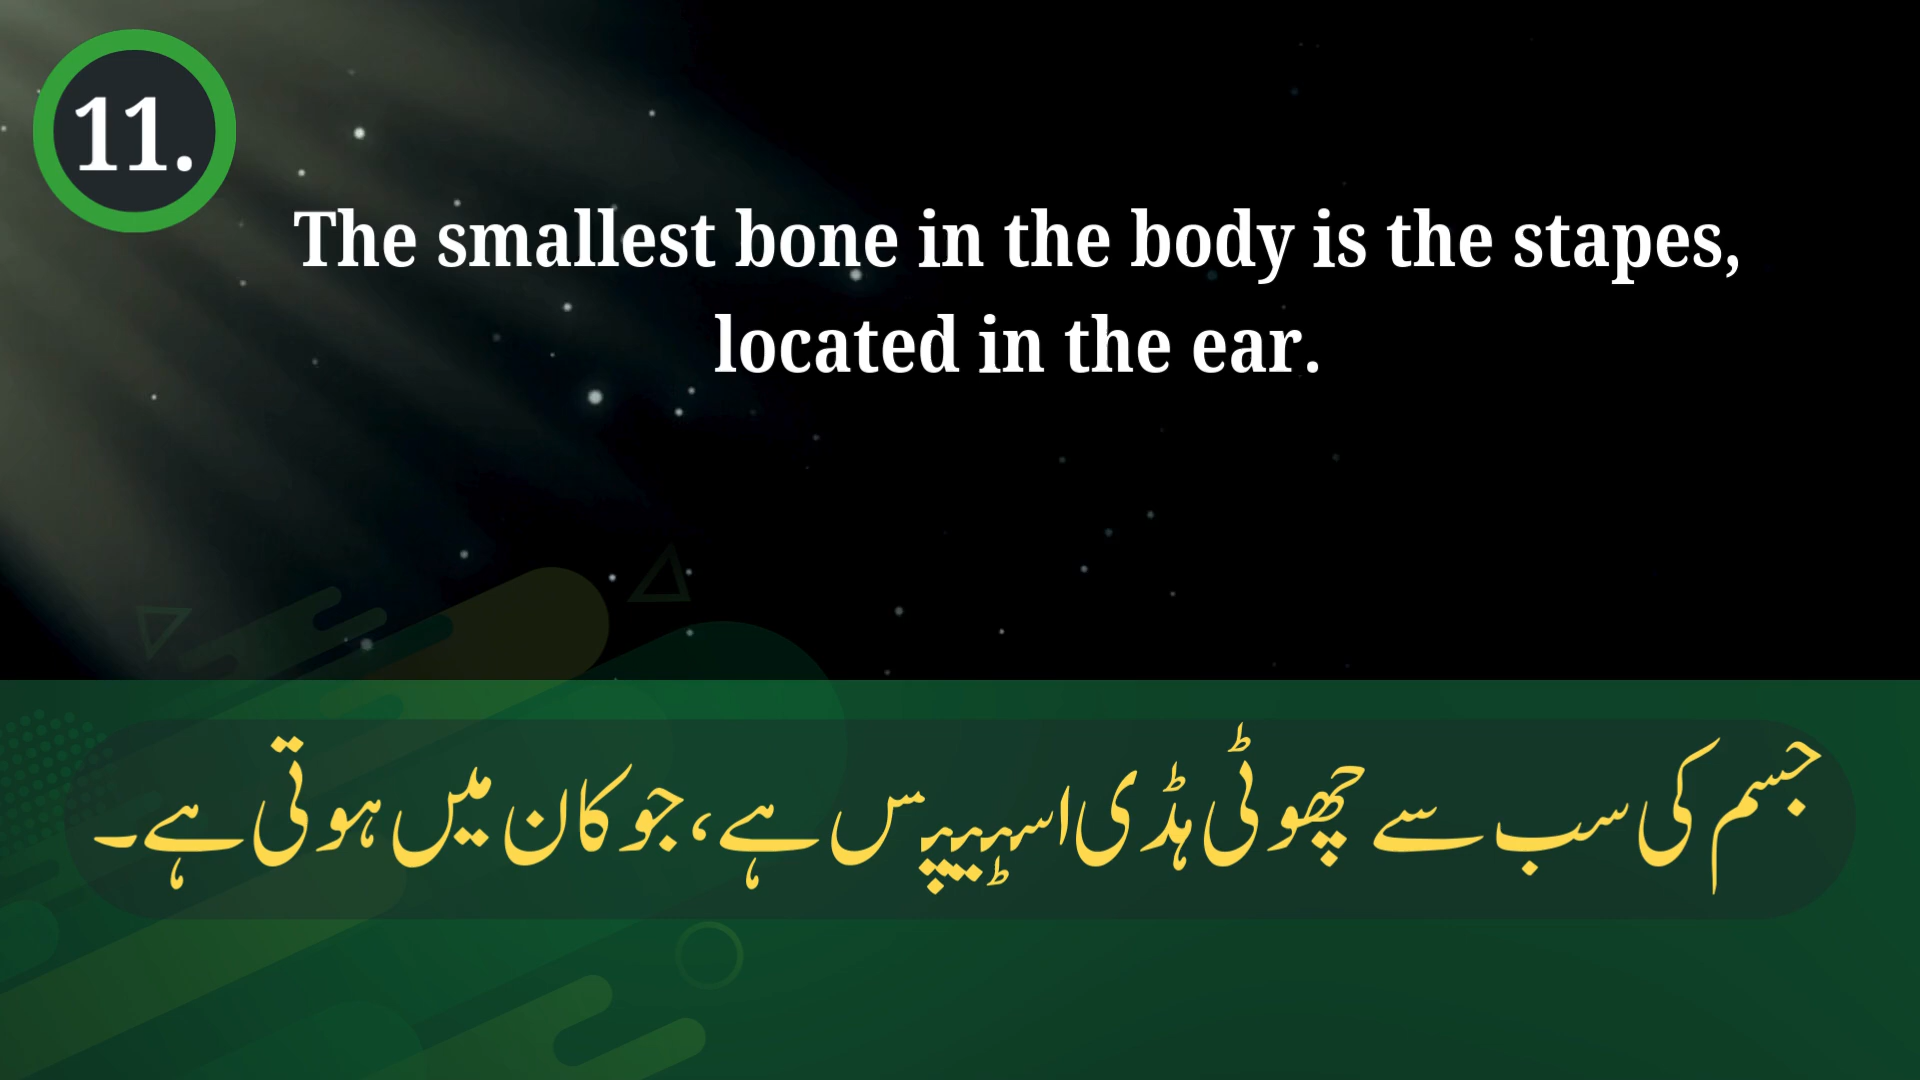 11.
The smallest bone in the body is the stapes,
located in the ear.
جسم کی سب سے چھوٹی ہڈی اسٹیپیس ہے، جو کان میں ہوتی ہے۔